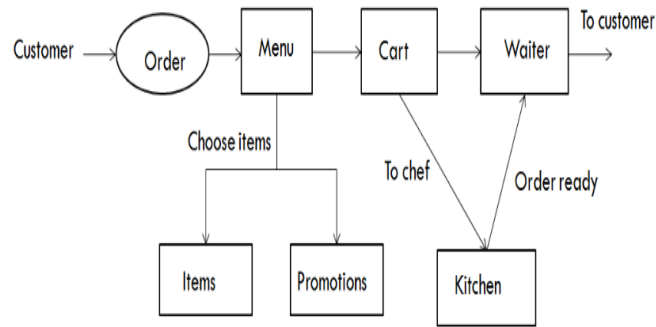 To customer
Customer
Order
Menu
Cart
Waiter
Choose items
To chef
Order ready
Items
Promotions
Kitchen